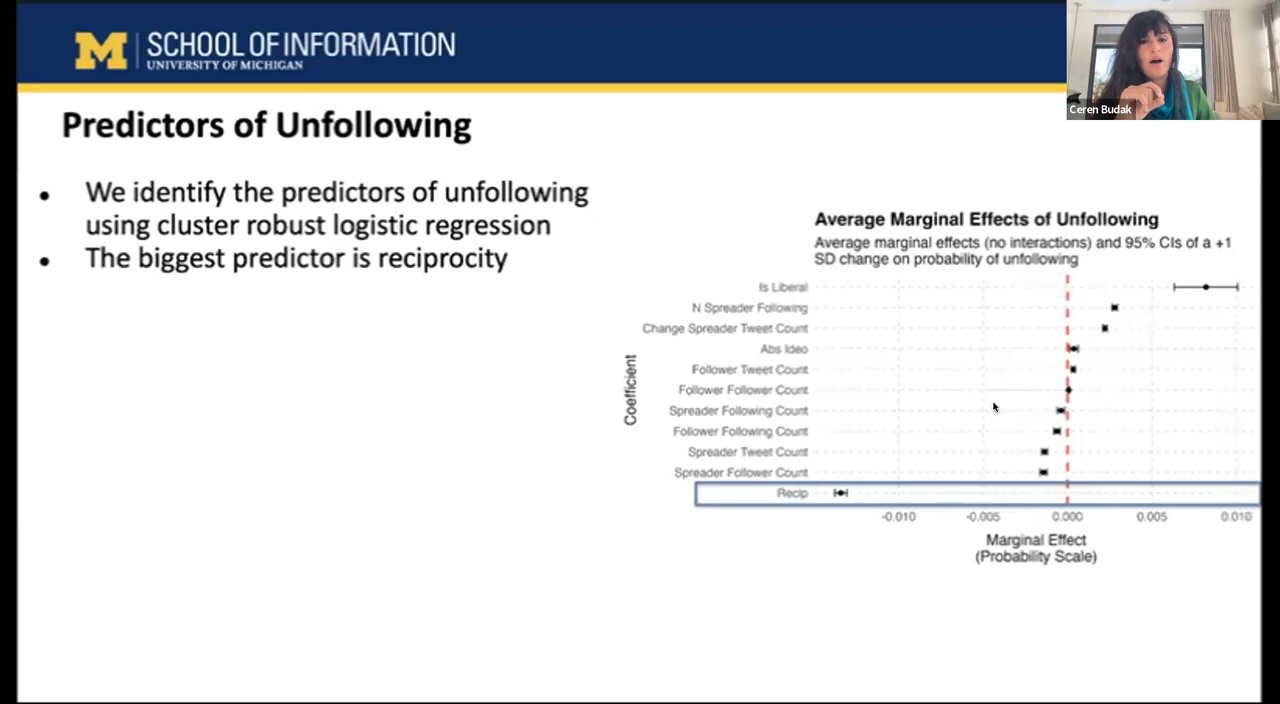 M
SCHOOL OF INFORMATION
UNIVERSITY OF MICHIGAN
Ceren Budak
Predictors of Unfollowing
• We identify the predictors of unfollowing
using cluster robust logistic regression
• The biggest predictor is reciprocity
Average Marginal Effects of Unfollowing
Average marginal effects (no interactions) and 95% CIs of a +1
SD change on probability of unfollowing
Coefficient
Is Liberal
N Spreader Following
Change Spreader Tweet Count
Abs Ideo
Follower Tweet Count
Follower Follower Count
Spreader Following Count
Follower Following Count
Spreader Tweet Count
Spreader Follower Count
Recip
-0.010 -0.005 0.000 0.005 0.010
Marginal Effect
(Probability Scale)